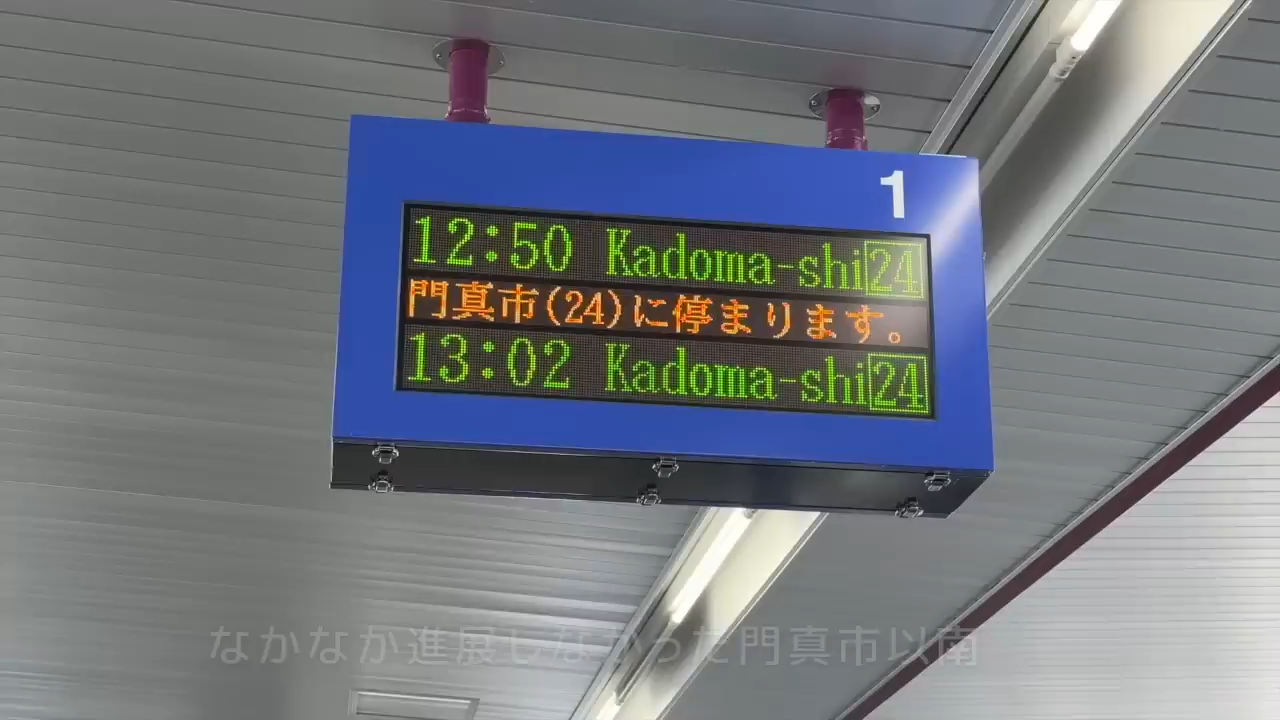 1
12:50 Kadoma-shi 24
門真市(24)に停まります。
13:02 Kadoma-shi 24
なかなか進展しなかった門真市以南